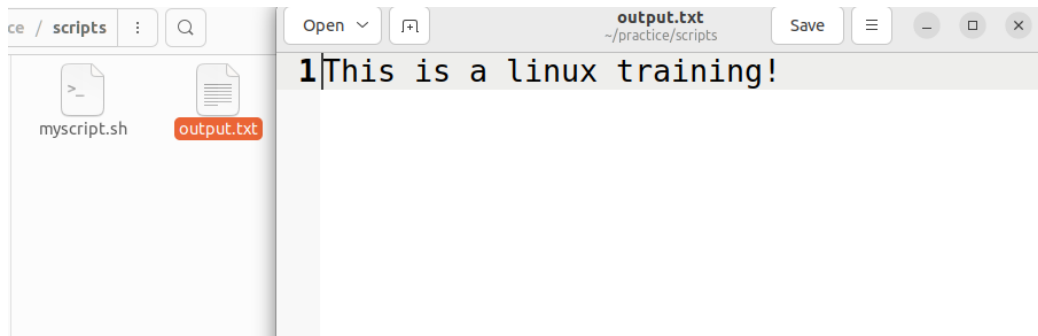 ce / scripts
myscript.sh
output.txt
Open
output.txt
~/practice/scripts
Save
1 This is a linux training!